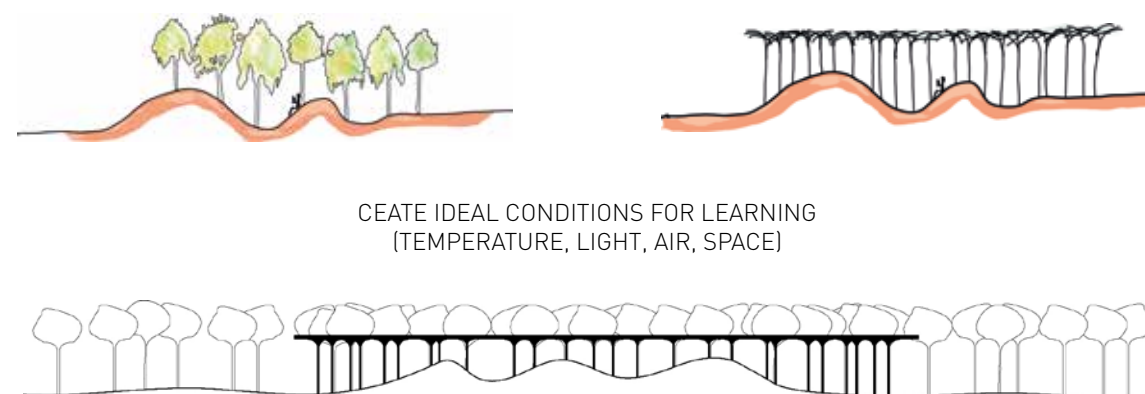 CEATE IDEAL CONDITIONS FOR LEARNING
(TEMPERATURE, LIGHT, AIR, SPACE)